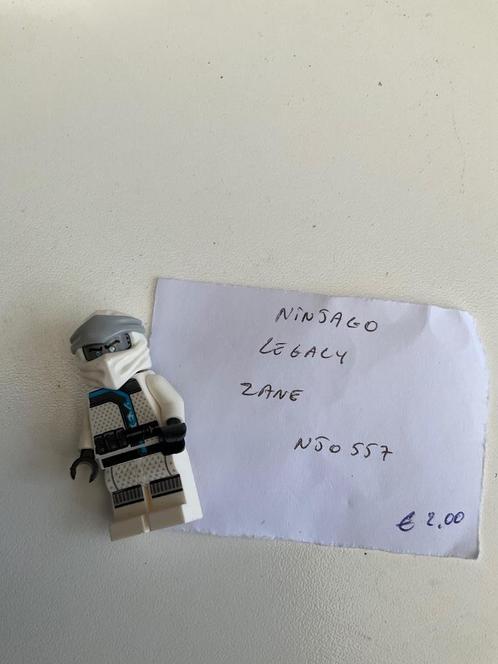 NINJAGO
LEGACY
ZANE
NJO 557
€ 2.00